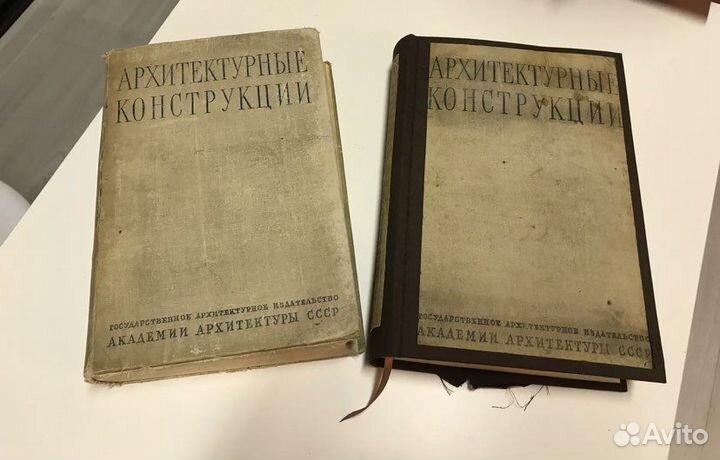 АРХИТЕКТУРНЫЕ
КОНСТРУКЦИИ
ГОСУДАРСТВЕННОЕ АРХИТЕКТУРНОЕ ИЗДАТЕЛЬСТВО
АКАДЕМИИ АРХИТЕКТУРЫ СССР
АРХИТЕКТУРНЫЕ
КОНСТРУКЦИИ
ГОСУДАРСТВЕННОЕ АРХИТЕКТУРНОЕ ИЗДАТЕЛЬСТВО
АКАДЕМИИ АРХИТЕКТУРЫ СССР
Avito